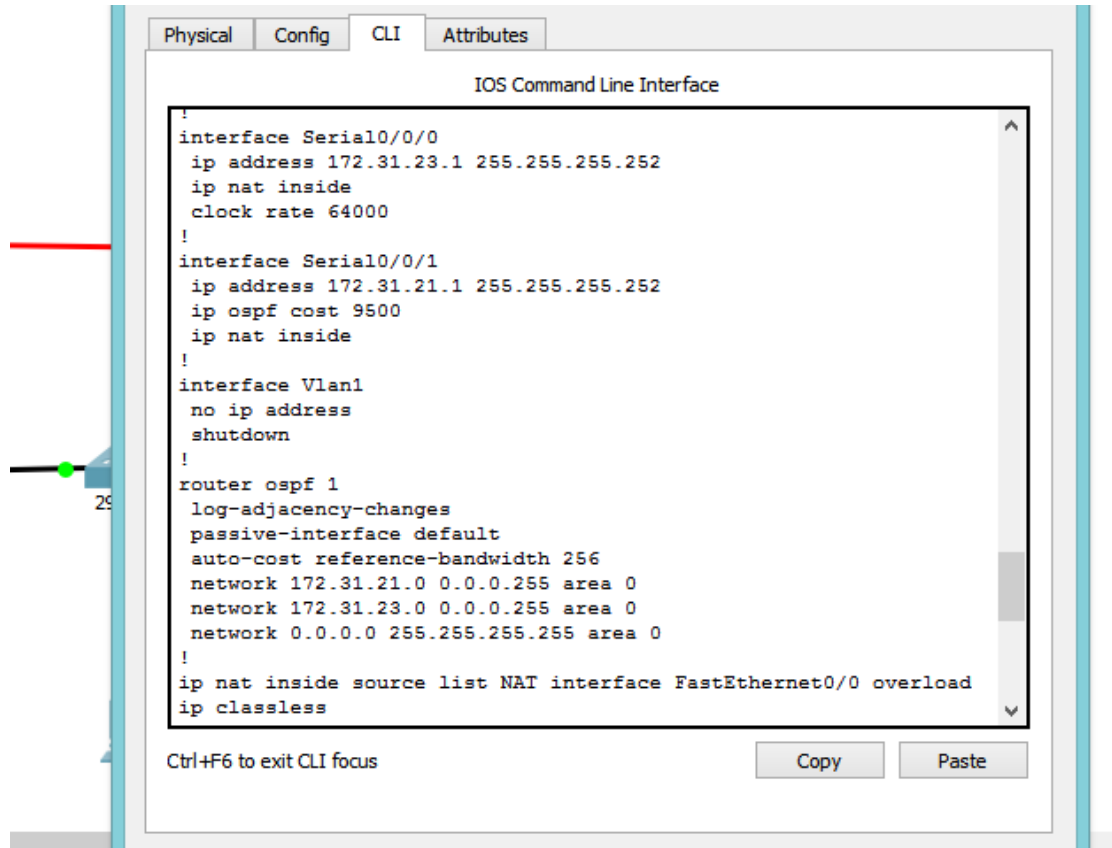 Physical Config CLI Attributes
IOS Command Line Interface
!
interface Serial0/0/0
 ip address 172.31.23.1 255.255.255.252
 ip nat inside
 clock rate 64000
!
interface Serial0/0/1
 ip address 172.31.21.1 255.255.255.252
 ip ospf cost 9500
 ip nat inside
!
interface Vlan1
 no ip address
 shutdown
!
router ospf 1
 log-adjacency-changes
 passive-interface default
 auto-cost reference-bandwidth 256
 network 172.31.21.0 0.0.0.255 area 0
 network 172.31.23.0 0.0.0.255 area 0
 network 0.0.0.0 255.255.255.255 area 0
!
ip nat inside source list NAT interface FastEthernet0/0 overload
ip classless
Ctrl+F6 to exit CLI focus Copy Paste